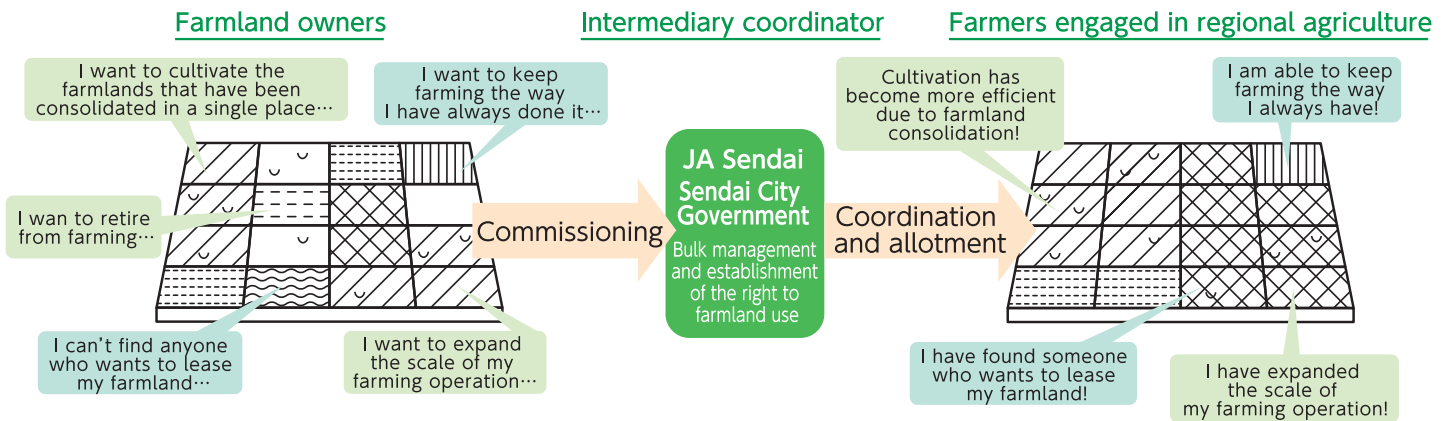 Farmland owners
I want to cultivate the
farmlands that have been
consolidated in a single place…
I want to keep
farming the way
I have always done it…
I wan to retire
from farming…
I can't find anyone
who wants to lease
my farmland…
I want to expand
the scale of my
farming operation…
Commissioning
Intermediary coordinator
JA Sendai
Sendai City
Government
Bulk management
and establishment
of the right to
farmland use
Coordination
and allotment
Farmers engaged in regional agriculture
Cultivation has
become more efficient
due to farmland
consolidation!
I am able to keep
farming the way
I always have!
I have found someone
who wants to lease
my farmland!
I have expanded
the scale of
my farming operation!